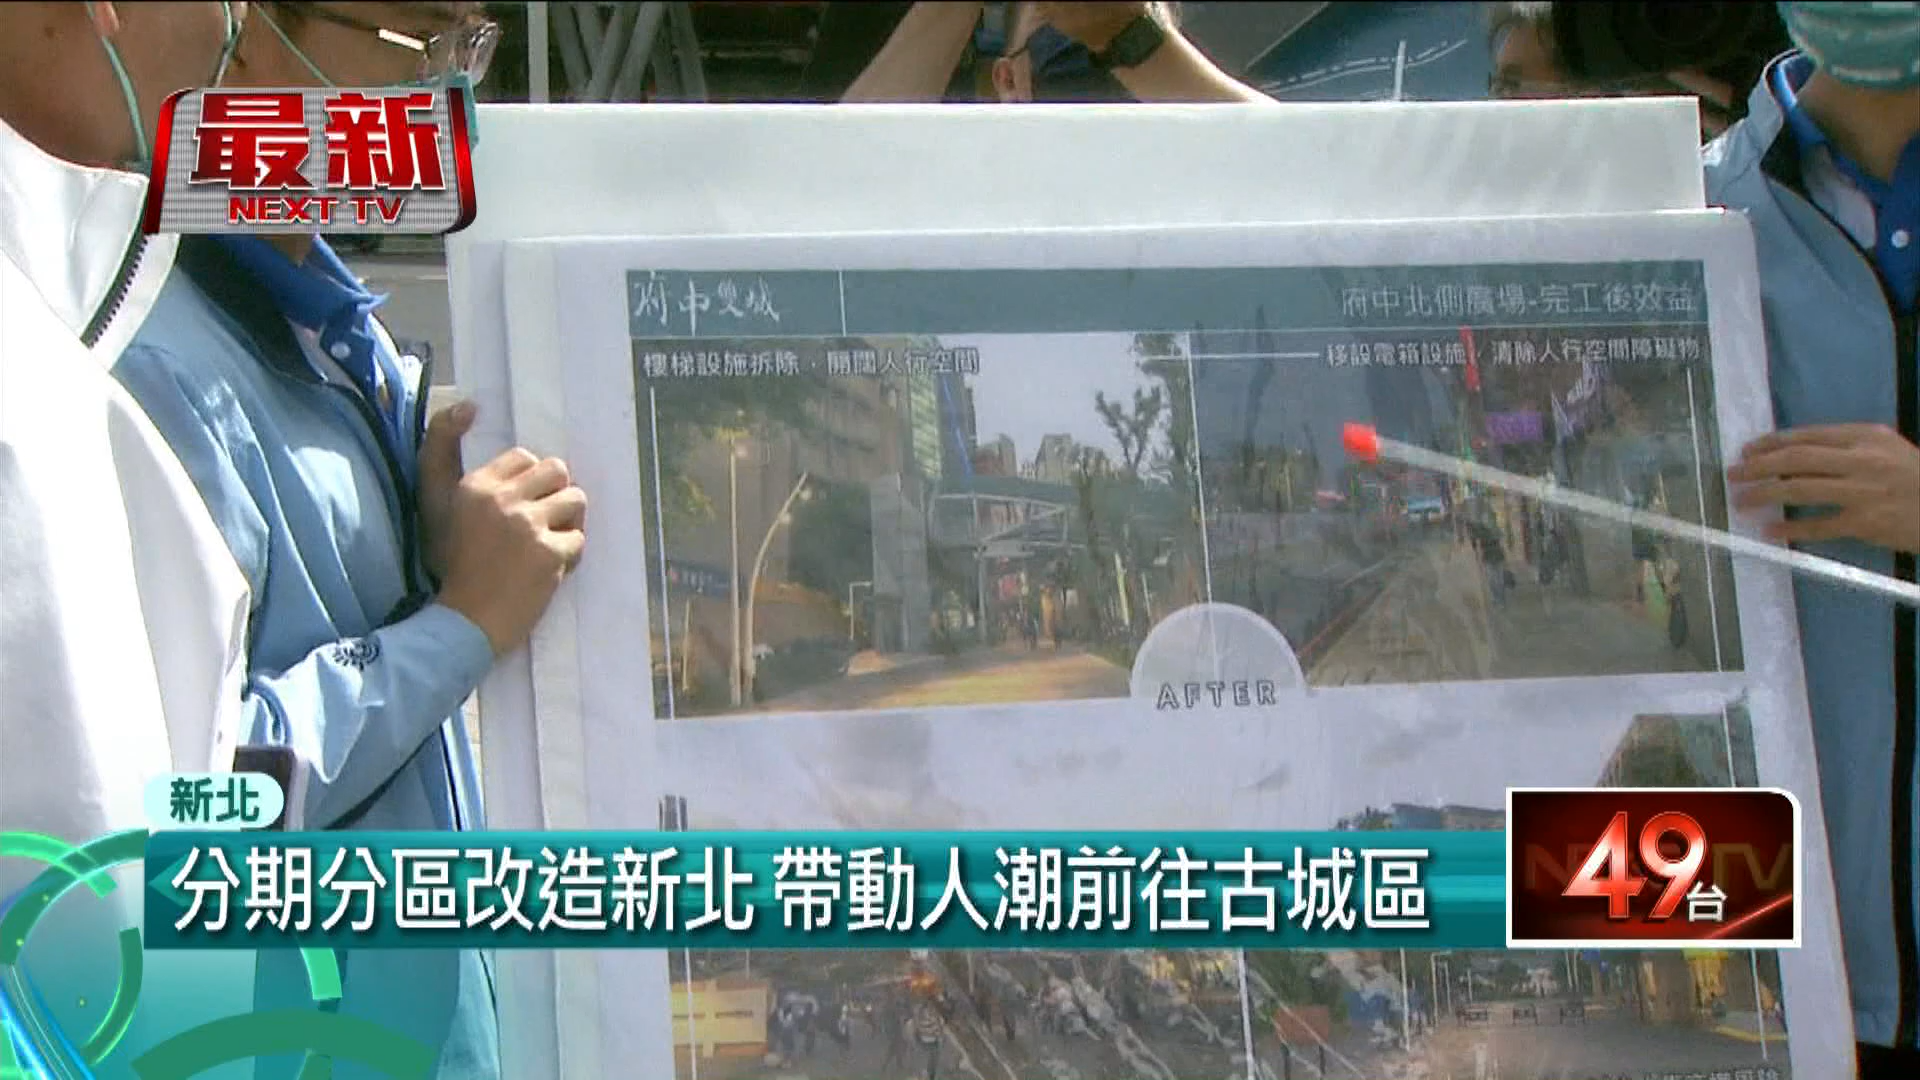 最新
NEXT TV
府中雙城
府中北側廣場-完工後效益
樓梯設施拆除，開闊人行空間
移設電箱設施，清除人行空間障礙物
AFTER
新北
分期分區改造新北 帶動人潮前往古城區
49台